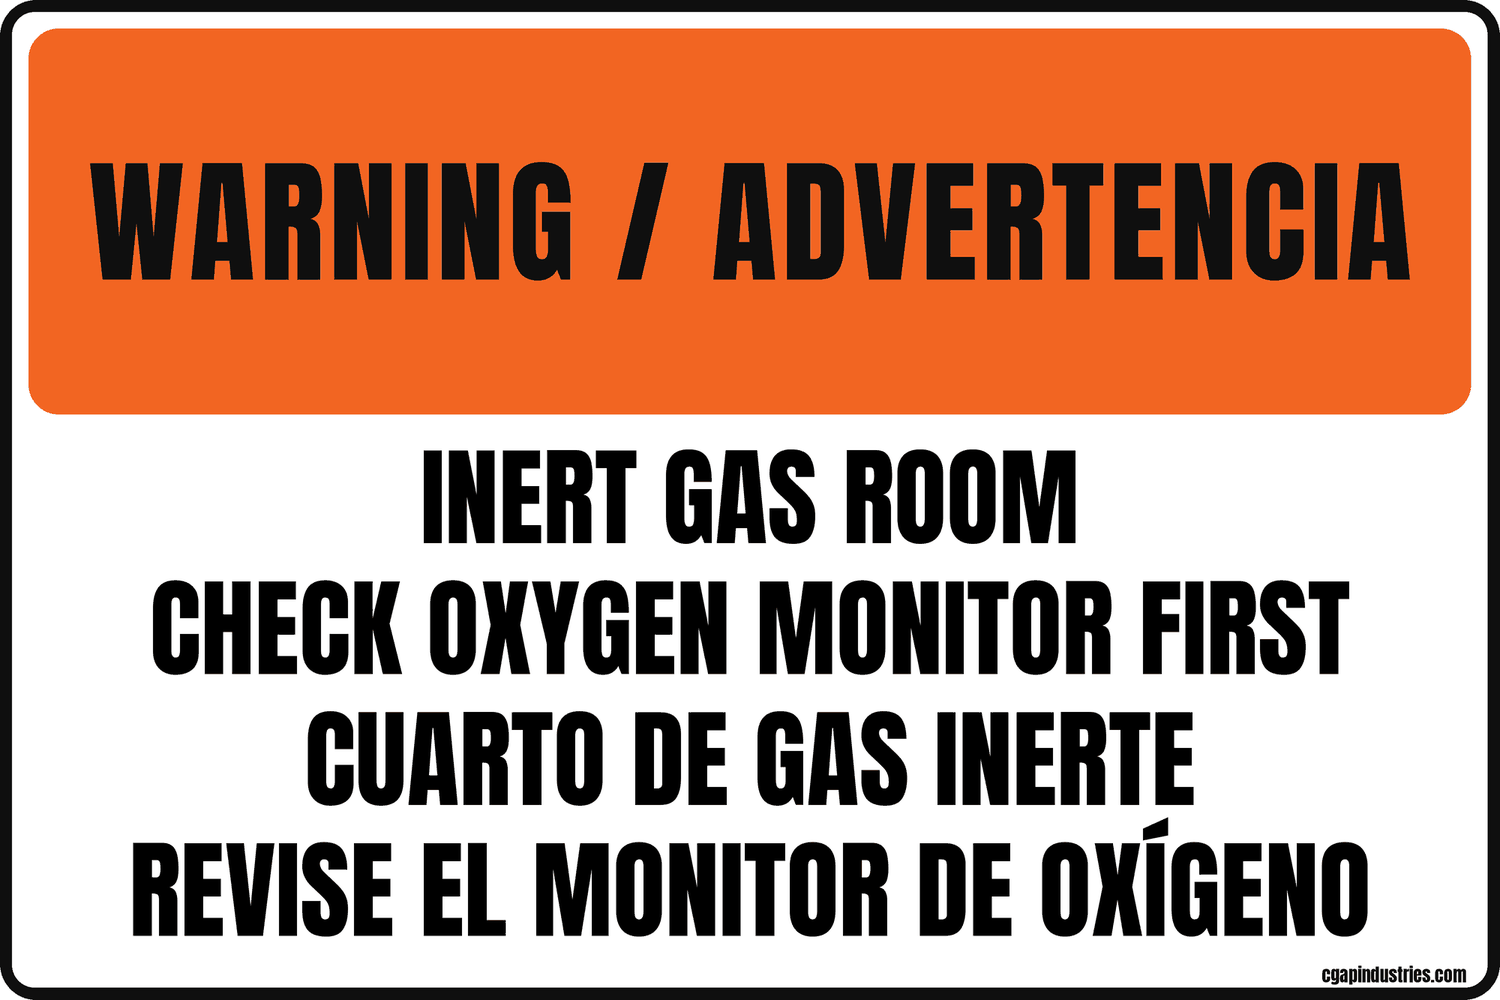 WARNING / ADVERTENCIA
INERT GAS ROOM
CHECK OXYGEN MONITOR FIRST
CUARTO DE GAS INERTE
REVISE EL MONITOR DE OXÍGENO
cgapindustries.com